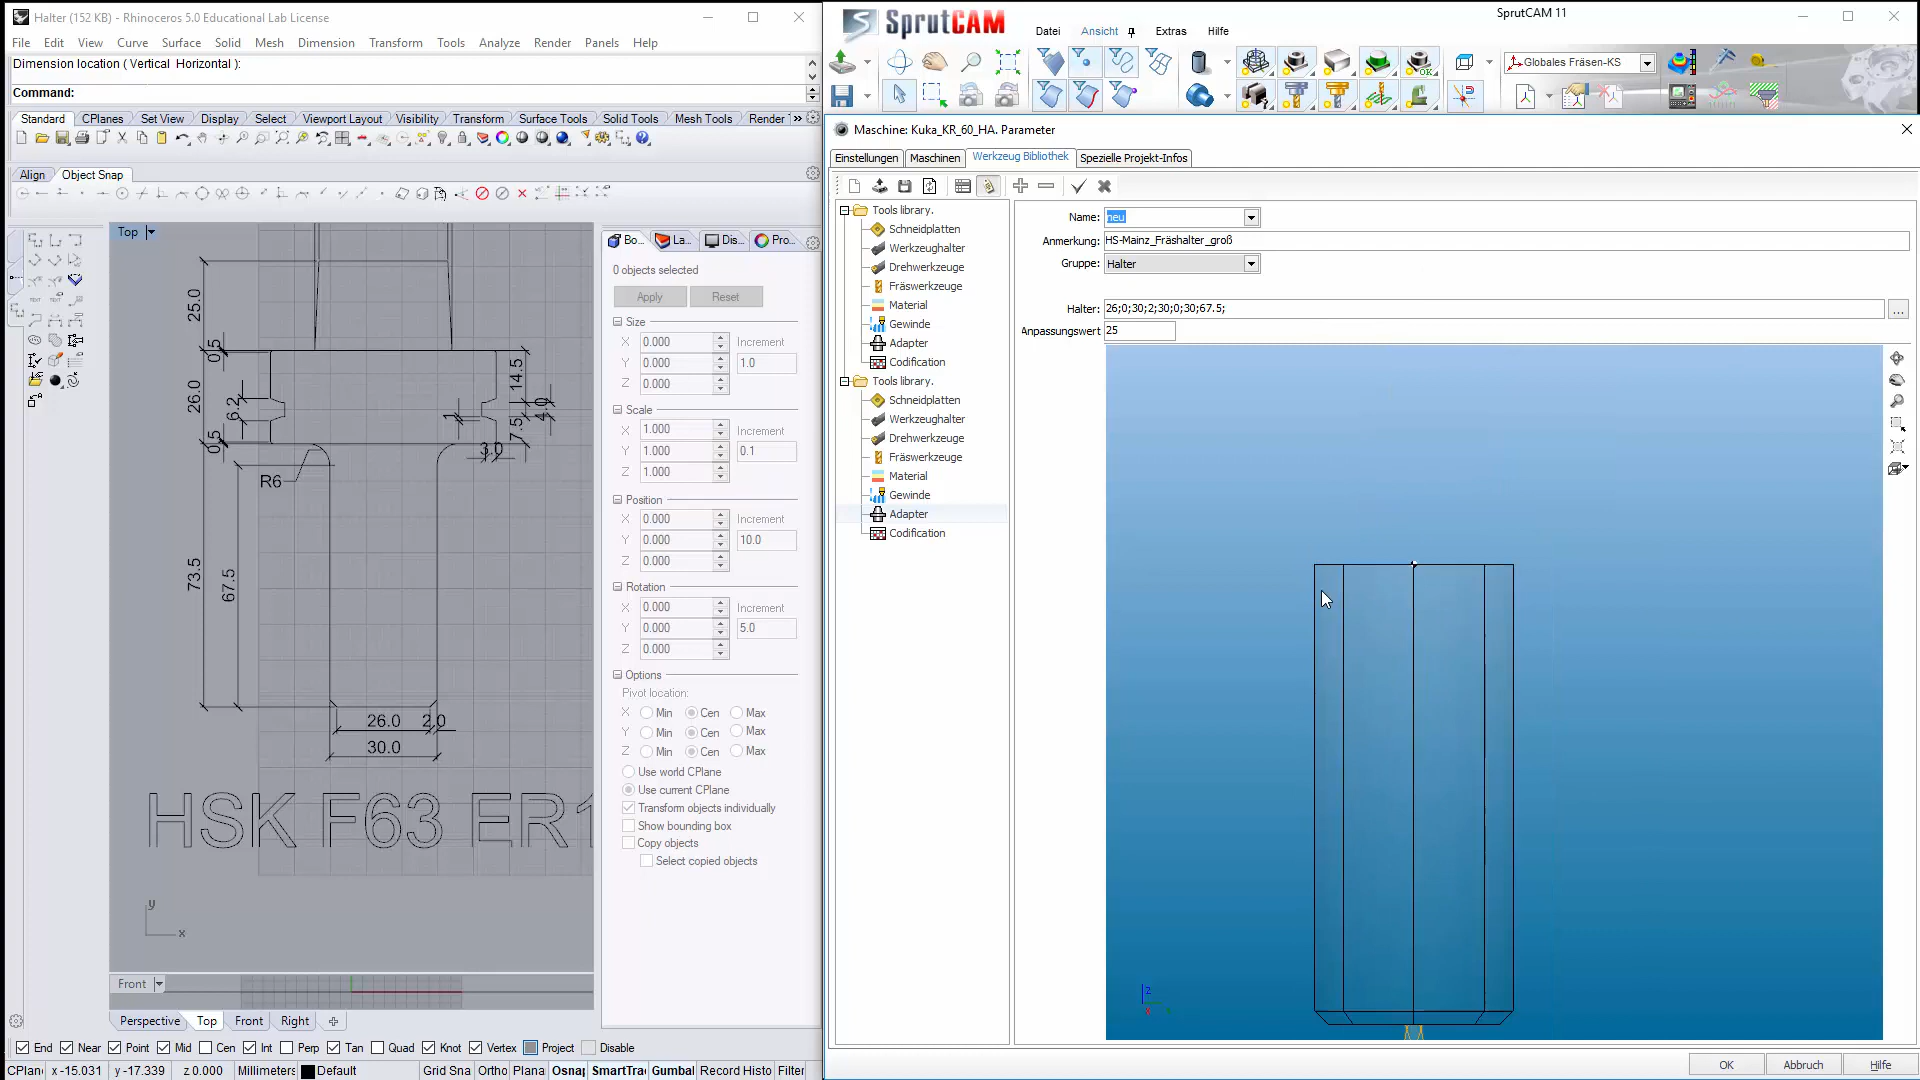 Halter (152 KB) - Rhinoceros 5.0 Educational Lab License
File Edit View Curve Surface Solid Mesh Dimension Transform Tools Analyze Render Panels Help
Dimension location ( Vertical Horizontal ):
Command:
Standard CPlanes Set View Display Select Viewport Layout Visibility Transform Surface Tools Solid Tools Mesh Tools Render
Align Object Snap
Top
25.0
0.5
14.5
26.0
6.2
1
4.0
7.5
0.5
3.0
R6
73.5
67.5
26.0 2.0
30.0
HSK F63 ER1
y
x
Front
Perspective Top Front Right
Bo... La... Dis... Pro...
0 objects selected
Apply Reset
Size
X 0.000 Increment
Y 0.000 1.0
Z 0.000
Scale
X 1.000 Increment
Y 1.000 0.1
Z 1.000
Position
X 0.000 Increment
Y 0.000 10.0
Z 0.000
Rotation
X 0.000 Increment
Y 0.000 5.0
Z 0.000
Options
Pivot location:
X Min Cen Max
Y Min Cen Max
Z Min Cen Max
Use world CPlane
Use current CPlane
Transform objects individually
Show bounding box
Copy objects
Select copied objects
End Near Point Mid Cen Int Perp Tan Quad Knot Vertex Project Disable
CPlan x -15.031 y -17.339 z 0.000 Millimeters Default Grid Sna Ortho Plana Osnap SmartTrac Gumbal Record Histo Filter
SprutCAM
SprutCAM 11
Datei Ansicht Extras Hilfe
Globales Fräsen-KS
Maschine: Kuka_KR_60_HA. Parameter
Einstellungen Maschinen Werkzeug Bibliothek Spezielle Projekt-Infos
Tools library.
Schneidplatten
Werkzeughalter
Drehwerkzeuge
Fräswerkzeuge
Material
Gewinde
Adapter
Codification
Tools library.
Schneidplatten
Werkzeughalter
Drehwerkzeuge
Fräswerkzeuge
Material
Gewinde
Adapter
Codification
Name: neu
Anmerkung: HS-Mainz_Fräshalter_groß
Gruppe: Halter
Halter: 26;0;30;2;30;0;30;67.5; ...
Anpassungswert 25
Z
OK Abbruch Hilfe